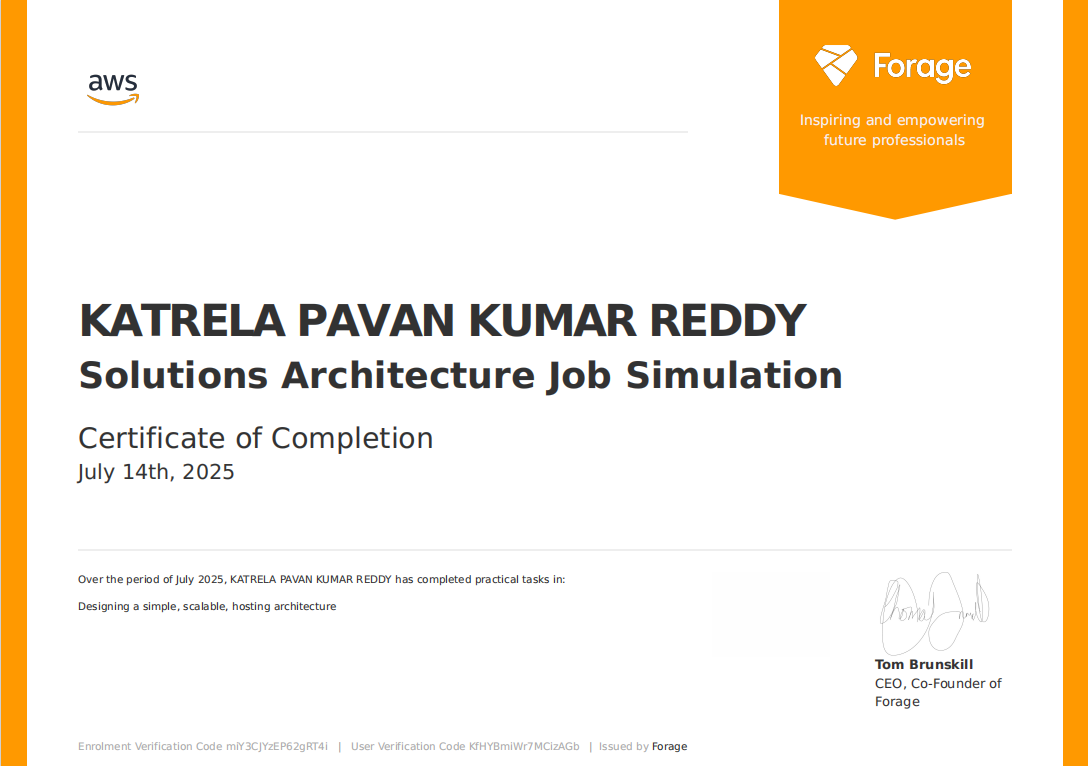 aws
Forage
Inspiring and empowering
future professionals
KATRELA PAVAN KUMAR REDDY
Solutions Architecture Job Simulation
Certificate of Completion
July 14th, 2025
Over the period of July 2025, KATRELA PAVAN KUMAR REDDY has completed practical tasks in:
Designing a simple, scalable, hosting architecture
Tom Brunskill
CEO, Co-Founder of
Forage
Enrolment Verification Code miY3CJYzEP62gRT4i | User Verification Code KfHYBmiWr7MCizAGb | Issued by Forage